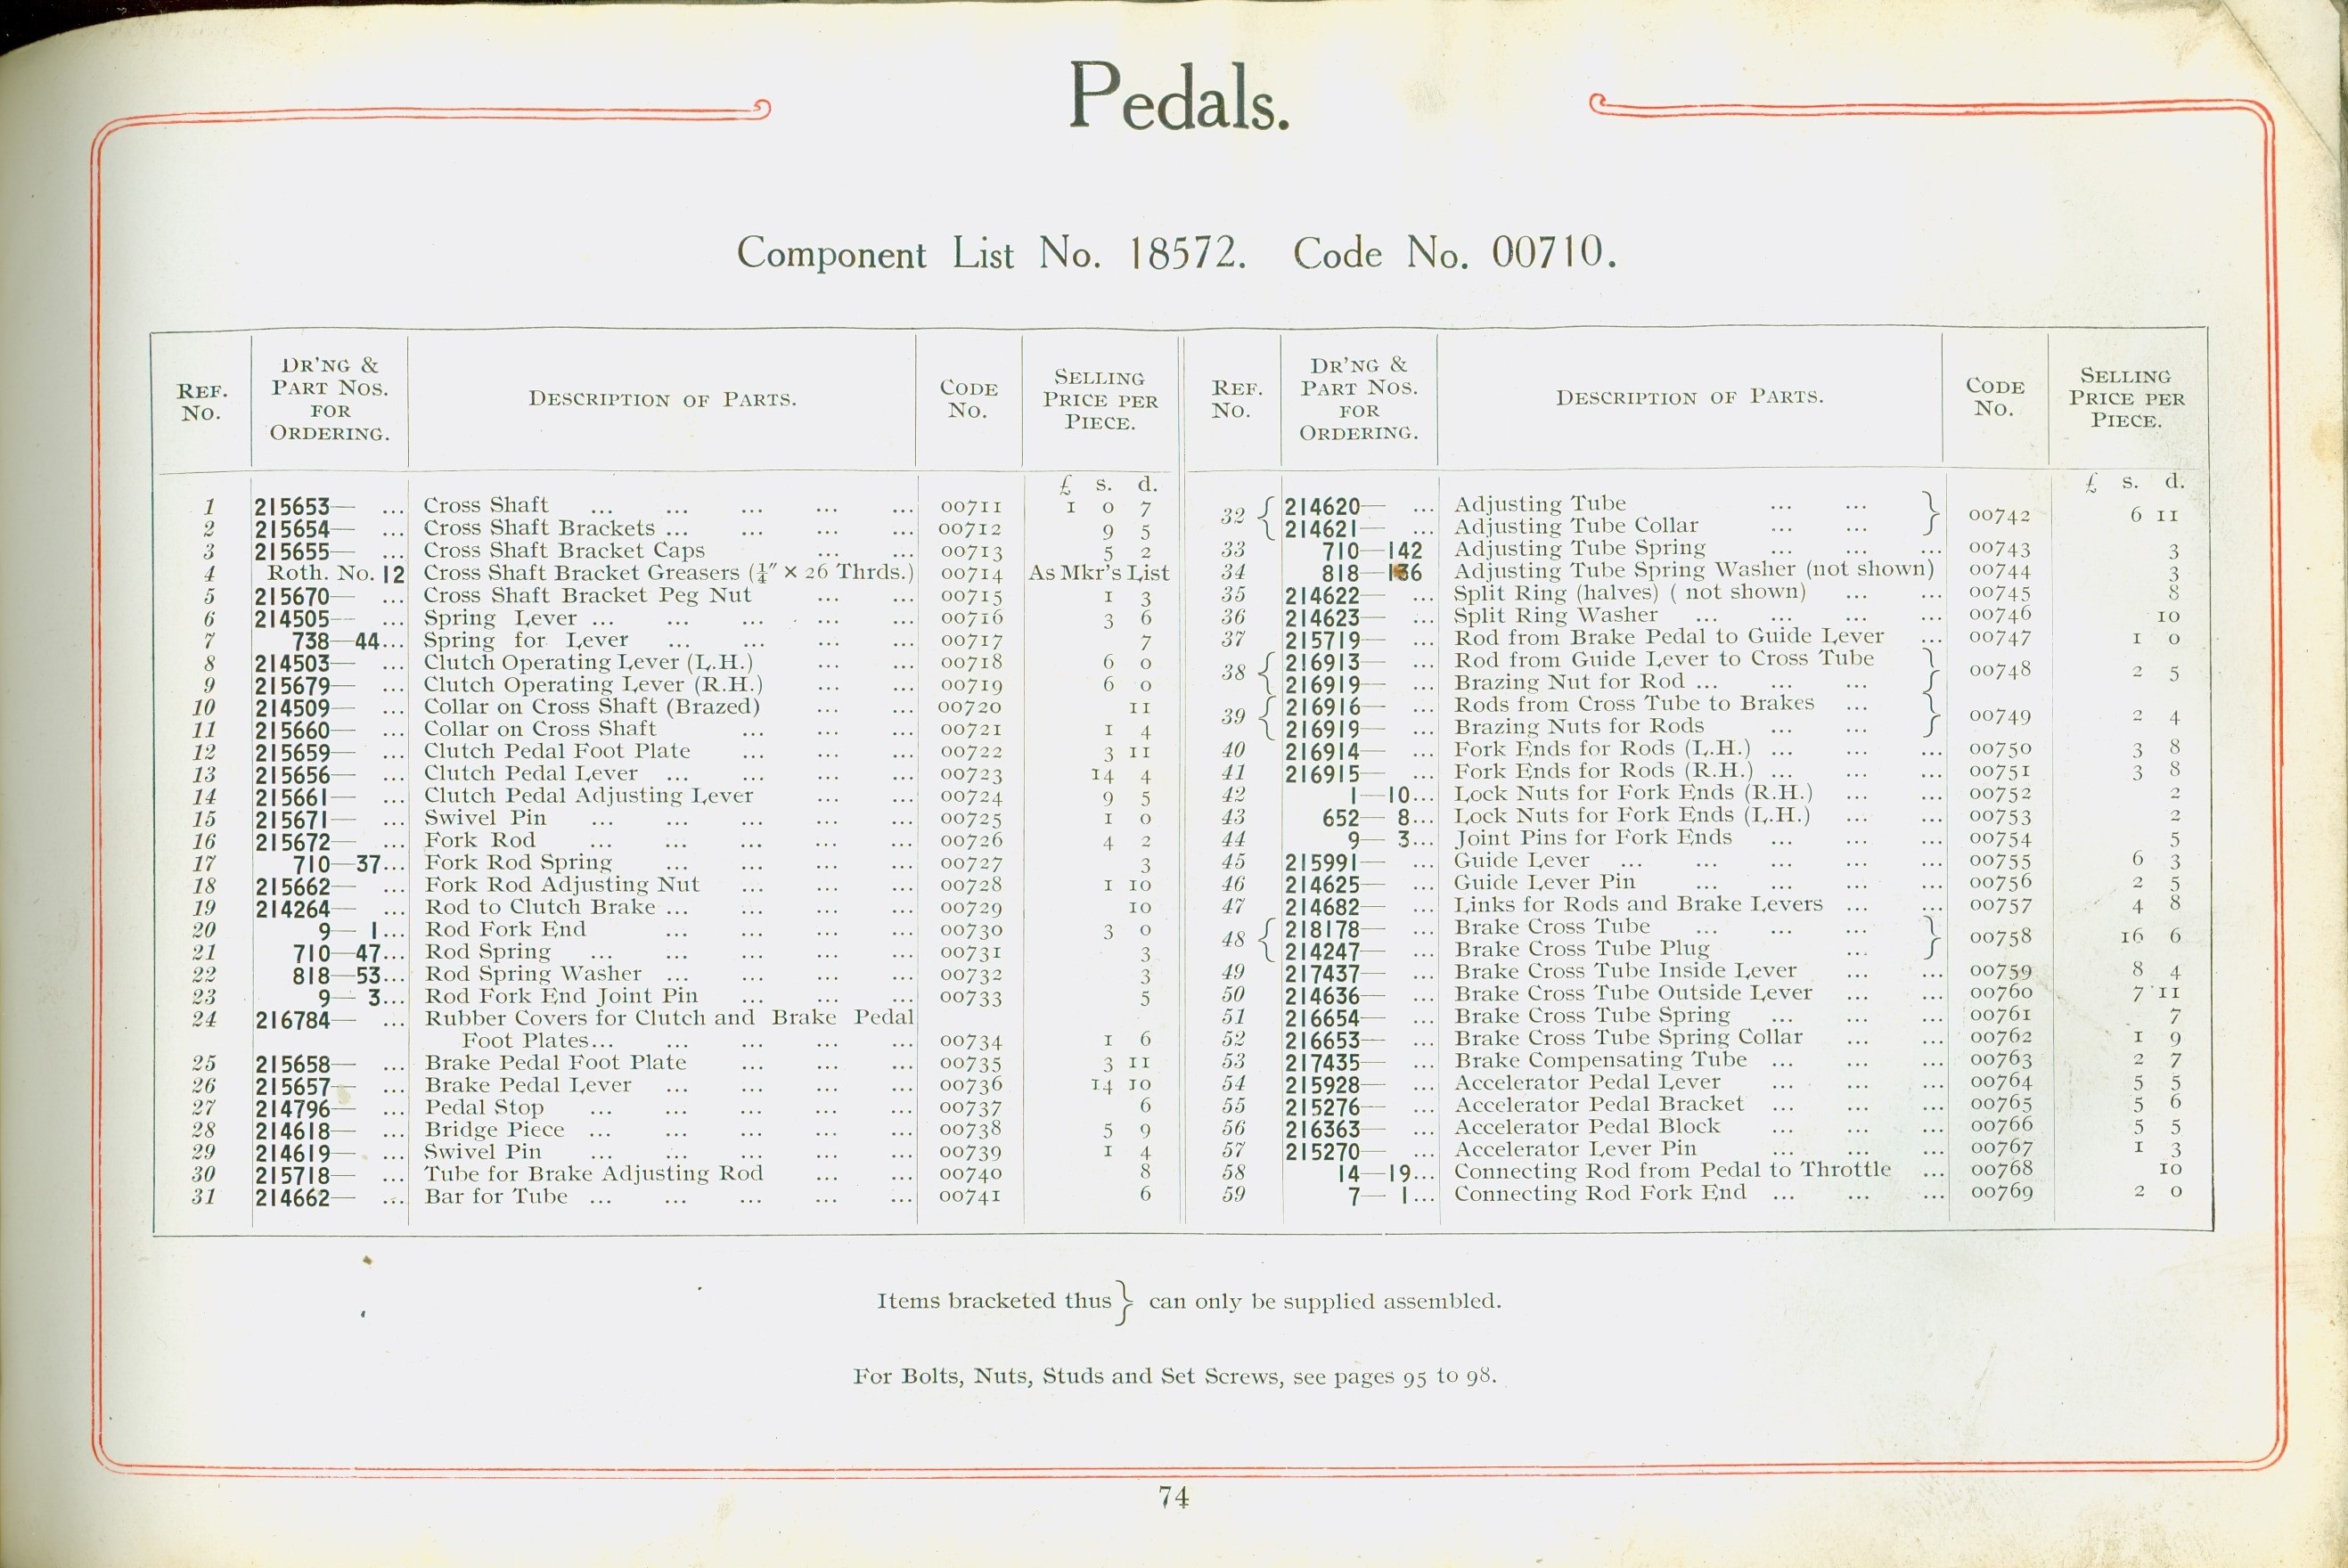 Pedals.
Component List No. 18572. Code No. 00710.
REF. No. DR'NG & PART Nos. FOR ORDERING. DESCRIPTION OF PARTS. CODE No. SELLING PRICE PER PIECE.
£ s. d.
1 215653— ... Cross Shaft ... ... ... ... ... 00711 1 0 7
2 215654— ... Cross Shaft Brackets ... ... ... ... 00712 9 5
3 215655— ... Cross Shaft Bracket Caps ... ... 00713 5 2
4 Roth. No. 12 Cross Shaft Bracket Greasers (¼" × 26 Thrds.) 00714 As Mkr's List
5 215670— ... Cross Shaft Bracket Peg Nut ... ... 00715 1 3
6 214505— ... Spring Lever ... ... ... ... ... 00716 3 6
7 738—44... Spring for Lever ... ... ... ... 00717 7
8 214503— ... Clutch Operating Lever (L.H.) ... ... 00718 6 0
9 215679— ... Clutch Operating Lever (R.H.) ... ... 00719 6 0
10 214509— ... Collar on Cross Shaft (Brazed) ... ... 00720 11
11 215660— ... Collar on Cross Shaft ... ... ... 00721 1 4
12 215659— ... Clutch Pedal Foot Plate ... ... ... 00722 3 11
13 215656— ... Clutch Pedal Lever ... ... ... ... 00723 14 4
14 215661— ... Clutch Pedal Adjusting Lever ... ... 00724 9 5
15 215671— ... Swivel Pin ... ... ... ... ... 00725 1 0
16 215672— ... Fork Rod ... ... ... ... ... 00726 4 2
17 710—37... Fork Rod Spring ... ... ... ... 00727 3
18 215662— ... Fork Rod Adjusting Nut ... ... ... 00728 1 10
19 214264— ... Rod to Clutch Brake ... ... ... ... 00729 10
20 9— 1... Rod Fork End ... ... ... ... 00730 3 0
21 710—47... Rod Spring ... ... ... ... ... 00731 3
22 818—53... Rod Spring Washer ... ... ... ... 00732 3
23 9— 3... Rod Fork End Joint Pin ... ... ... 00733 5
24 216784— ... Rubber Covers for Clutch and Brake Pedal
Foot Plates... ... ... ... ... 00734 1 6
25 215658— ... Brake Pedal Foot Plate ... ... ... 00735 3 11
26 215657— ... Brake Pedal Lever ... ... ... ... 00736 14 10
27 214796— ... Pedal Stop ... ... ... ... ... 00737 6
28 214618— ... Bridge Piece ... ... ... ... ... 00738 5 9
29 214619— ... Swivel Pin ... ... ... ... ... 00739 1 4
30 215718— ... Tube for Brake Adjusting Rod ... ... 00740 8
31 214662— ... Bar for Tube ... ... ... ... ... 00741 6
REF. No. DR'NG & PART Nos. FOR ORDERING. DESCRIPTION OF PARTS. CODE No. SELLING PRICE PER PIECE.
£ s. d.
32 { 214620— ... Adjusting Tube ... ... } 00742 6 11
214621— ... Adjusting Tube Collar ... ...
33 710—142 Adjusting Tube Spring ... ... ... 00743 3
34 818—136 Adjusting Tube Spring Washer (not shown) 00744 3
35 214622— ... Split Ring (halves) ( not shown) ... ... 00745 8
36 214623— ... Split Ring Washer ... ... ... ... 00746 10
37 215719— ... Rod from Brake Pedal to Guide Lever ... 00747 1 0
38 { 216913— ... Rod from Guide Lever to Cross Tube } 00748 2 5
216919— ... Brazing Nut for Rod ... ... ...
39 { 216916— ... Rods from Cross Tube to Brakes ... } 00749 2 4
216919— ... Brazing Nuts for Rods ... ...
40 216914— ... Fork Ends for Rods (L.H.) ... ... ... 00750 3 8
41 216915— ... Fork Ends for Rods (R.H.) ... ... ... 00751 3 8
42 1—10... Lock Nuts for Fork Ends (R.H.) ... ... 00752 2
43 652— 8... Lock Nuts for Fork Ends (L.H.) ... ... 00753 2
44 9— 3... Joint Pins for Fork Ends ... ... ... 00754 5
45 215991— ... Guide Lever ... ... ... ... ... 00755 6 3
46 214625— ... Guide Lever Pin ... ... ... ... 00756 2 5
47 214682— ... Links for Rods and Brake Levers ... ... 00757 4 8
48 { 218178— ... Brake Cross Tube ... ... ... } 00758 16 6
214247— ... Brake Cross Tube Plug ... ...
49 217437— ... Brake Cross Tube Inside Lever ... ... 00759 8 4
50 214636— ... Brake Cross Tube Outside Lever ... ... 00760 7 11
51 216654— ... Brake Cross Tube Spring ... ... ... 00761 7
52 216653— ... Brake Cross Tube Spring Collar ... ... 00762 1 9
53 217435— ... Brake Compensating Tube ... ... ... 00763 2 7
54 215928— ... Accelerator Pedal Lever ... ... ... 00764 5 5
55 215276— ... Accelerator Pedal Bracket ... ... ... 00765 5 6
56 216363— ... Accelerator Pedal Block ... ... ... 00766 5 5
57 215270— ... Accelerator Lever Pin ... ... ... 00767 1 3
58 14—19... Connecting Rod from Pedal to Throttle ... 00768 10
59 7— 1... Connecting Rod Fork End ... ... ... 00769 2 0
Items bracketed thus } can only be supplied assembled.
For Bolts, Nuts, Studs and Set Screws, see pages 95 to 98.
74